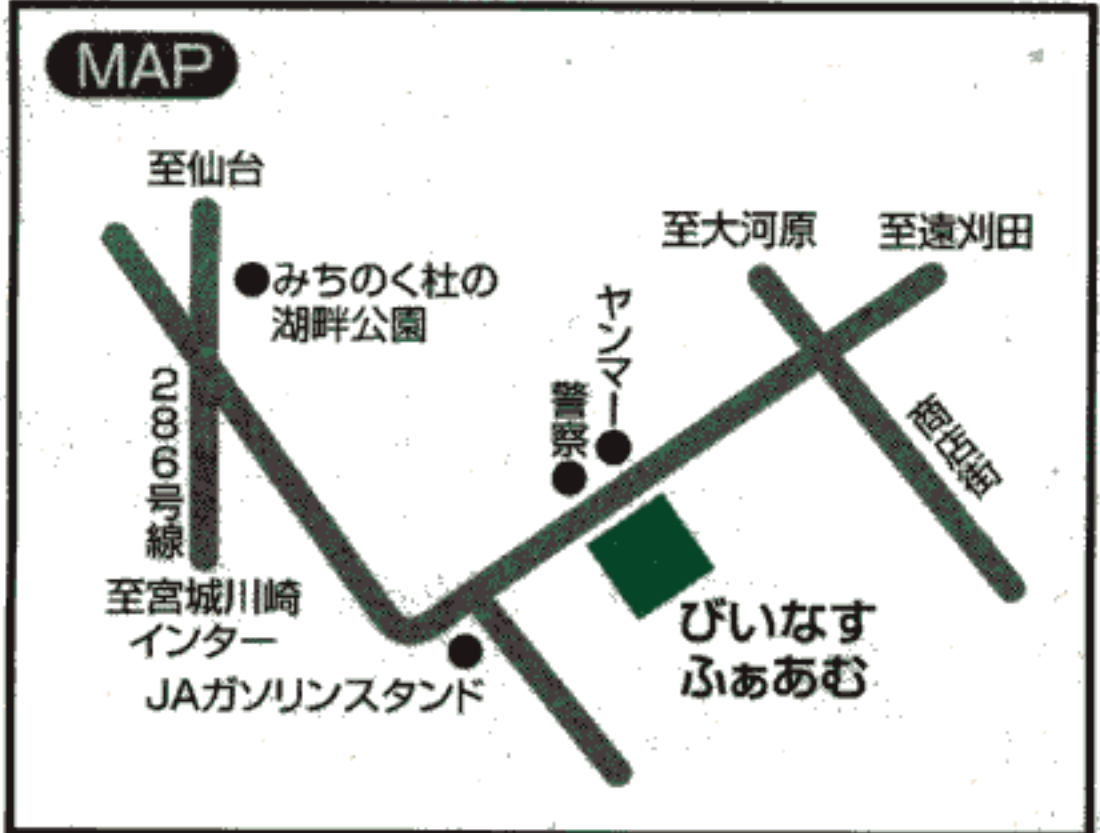 MAP
至仙台
みちのく杜の
湖畔公園
286号線
至宮城川崎
インター
JAガソリンスタンド
警察
ヤンマー
至大河原
至遠刈田
商店街
びいなす
ふぁあむ